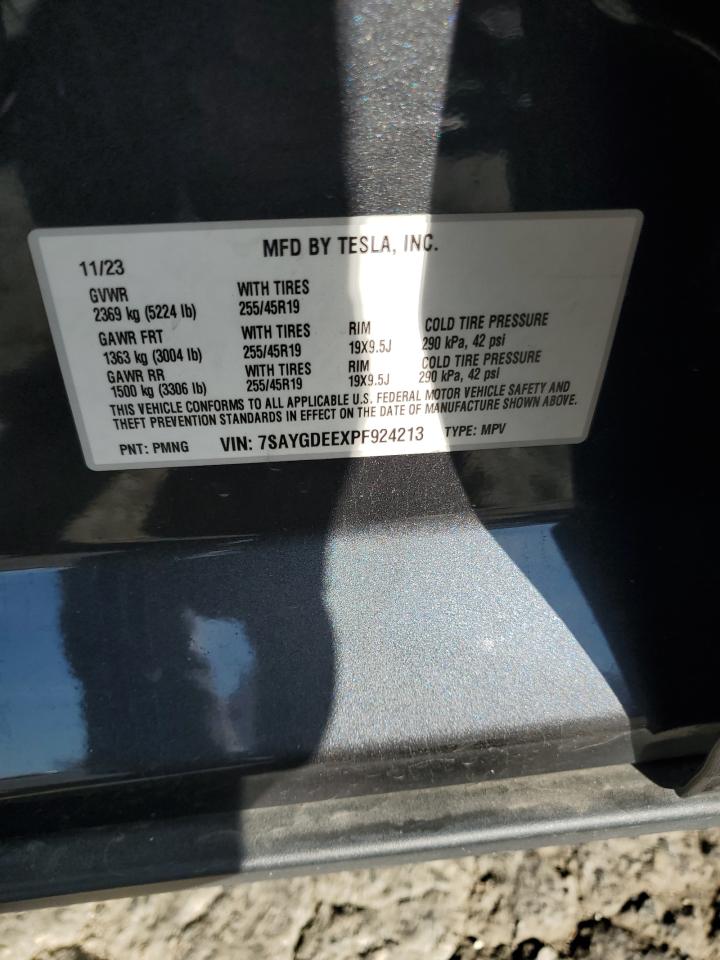 MFD BY TESLA, INC.
11/23
GVWR WITH TIRES
2369 kg (5224 lb) 255/45R19
GAWR FRT WITH TIRES RIM COLD TIRE PRESSURE
1363 kg (3004 lb) 255/45R19 19X9.5J 290 kPa, 42 psi
GAWR RR WITH TIRES RIM COLD TIRE PRESSURE
1500 kg (3306 lb) 255/45R19 19X9.5J 290 kPa, 42 psi
THIS VEHICLE CONFORMS TO ALL APPLICABLE U.S. FEDERAL MOTOR VEHICLE SAFETY AND
THEFT PREVENTION STANDARDS IN EFFECT ON THE DATE OF MANUFACTURE SHOWN ABOVE.
PNT: PMNG VIN: 7SAYGDEEXPF924213 TYPE: MPV